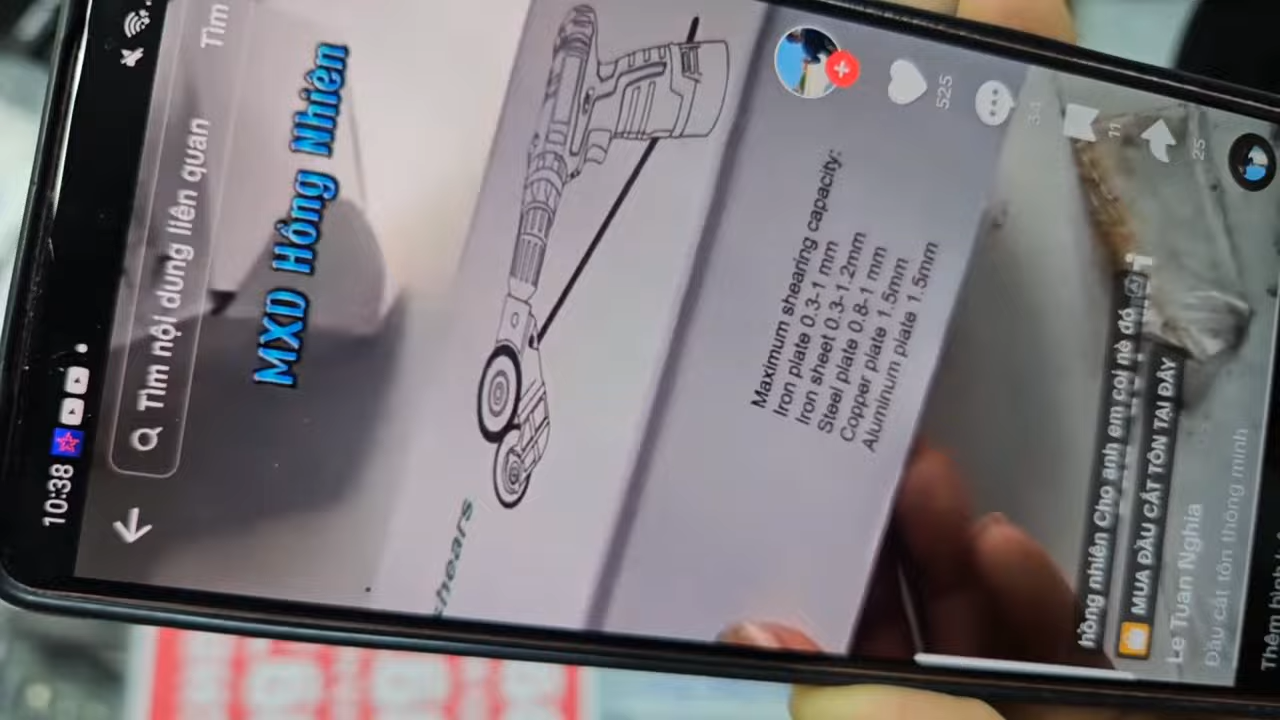 10:38
Tìm nội dung liên quan
Tìm
MXD Hồng Nhiên
shears
Maximum shearing capacity:
Iron plate 0.3-1 mm
Iron sheet 0.3-1.2mm
Steel plate 0.8-1 mm
Copper plate 1.5mm
Aluminum plate 1.5mm
525
31
11
25
hồng nhiên Cho anh em coi nè đó
MUA ĐẦU CẮT TÔN TẠI ĐÂY
Le Tuan Nghia
Đầu cắt tôn thông minh